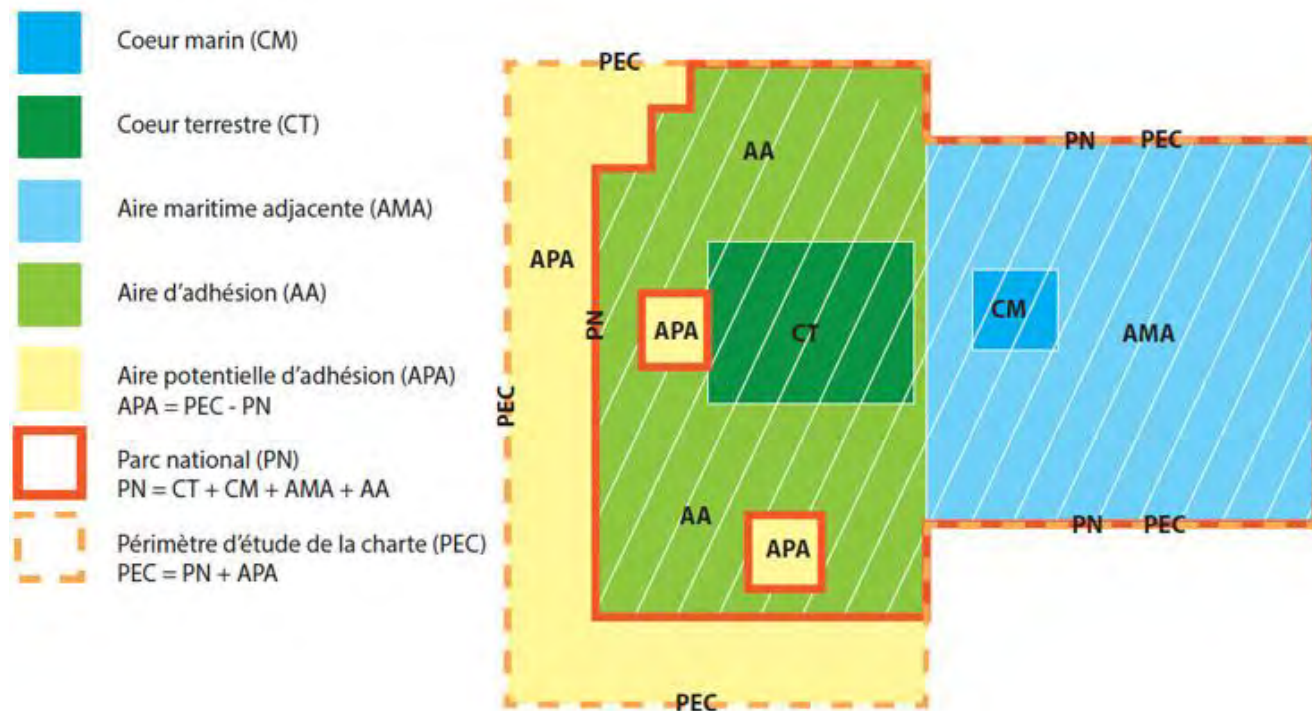 Coeur marin (CM)
Coeur terrestre (CT)
Aire maritime adjacente (AMA)
Aire d'adhésion (AA)
Aire potentielle d'adhésion (APA)
APA = PEC - PN
Parc national (PN)
PN = CT + CM + AMA + AA
Périmètre d'étude de la charte (PEC)
PEC = PN + APA
PEC
AA
PN PEC
APA
PN
APA
CT
CM
AMA
PEC
AA
APA
PN PEC
PEC